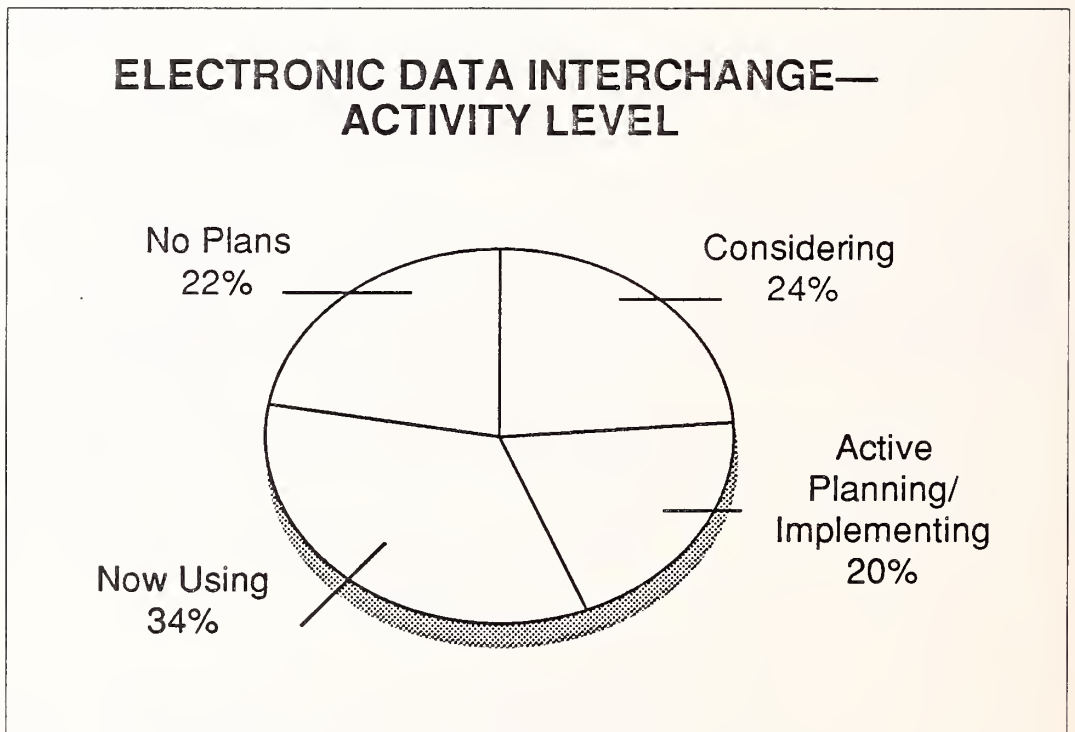 ELECTRONIC DATA INTERCHANGE—
ACTIVITY LEVEL
No Plans
22%
Considering
24%
Active
Planning/
Implementing
20%
Now Using
34%